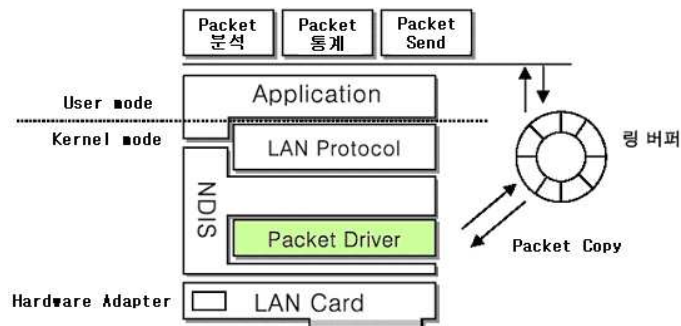 Packet
분석
Packet
통계
Packet
Send
Application
User mode
Kernel mode
LAN Protocol
링 버퍼
NDIS
Packet Driver
Packet Copy
Hardware Adapter
LAN Card